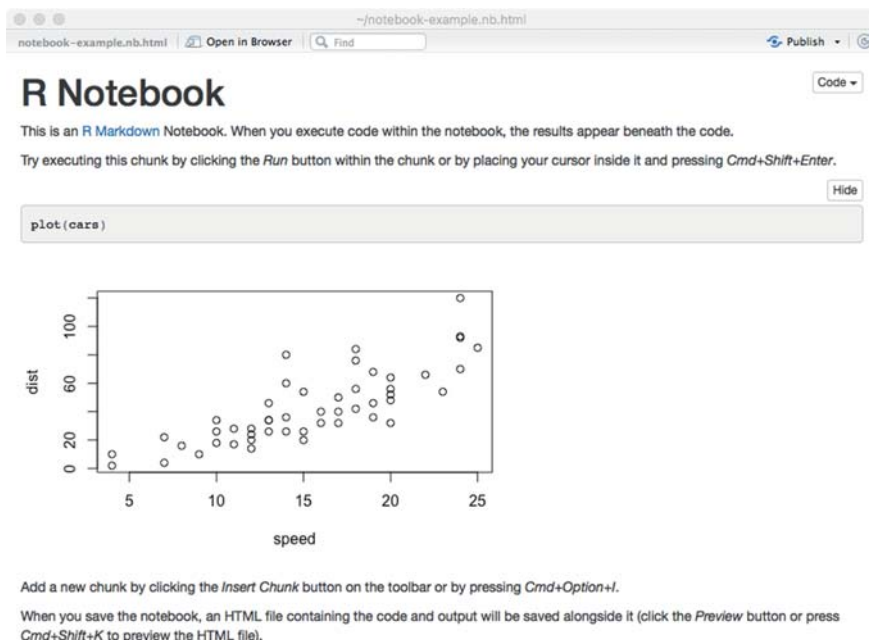 ~/notebook-example.nb.html
notebook-example.nb.html Open in Browser Find Publish
R Notebook
Code
This is an R Markdown Notebook. When you execute code within the notebook, the results appear beneath the code.
Try executing this chunk by clicking the Run button within the chunk or by placing your cursor inside it and pressing Cmd+Shift+Enter.
Hide
plot(cars)
dist
100
60
20
0
5 10 15 20 25
speed
Add a new chunk by clicking the Insert Chunk button on the toolbar or by pressing Cmd+Option+I.
When you save the notebook, an HTML file containing the code and output will be saved alongside it (click the Preview button or press
Cmd+Shift+K to preview the HTML file).